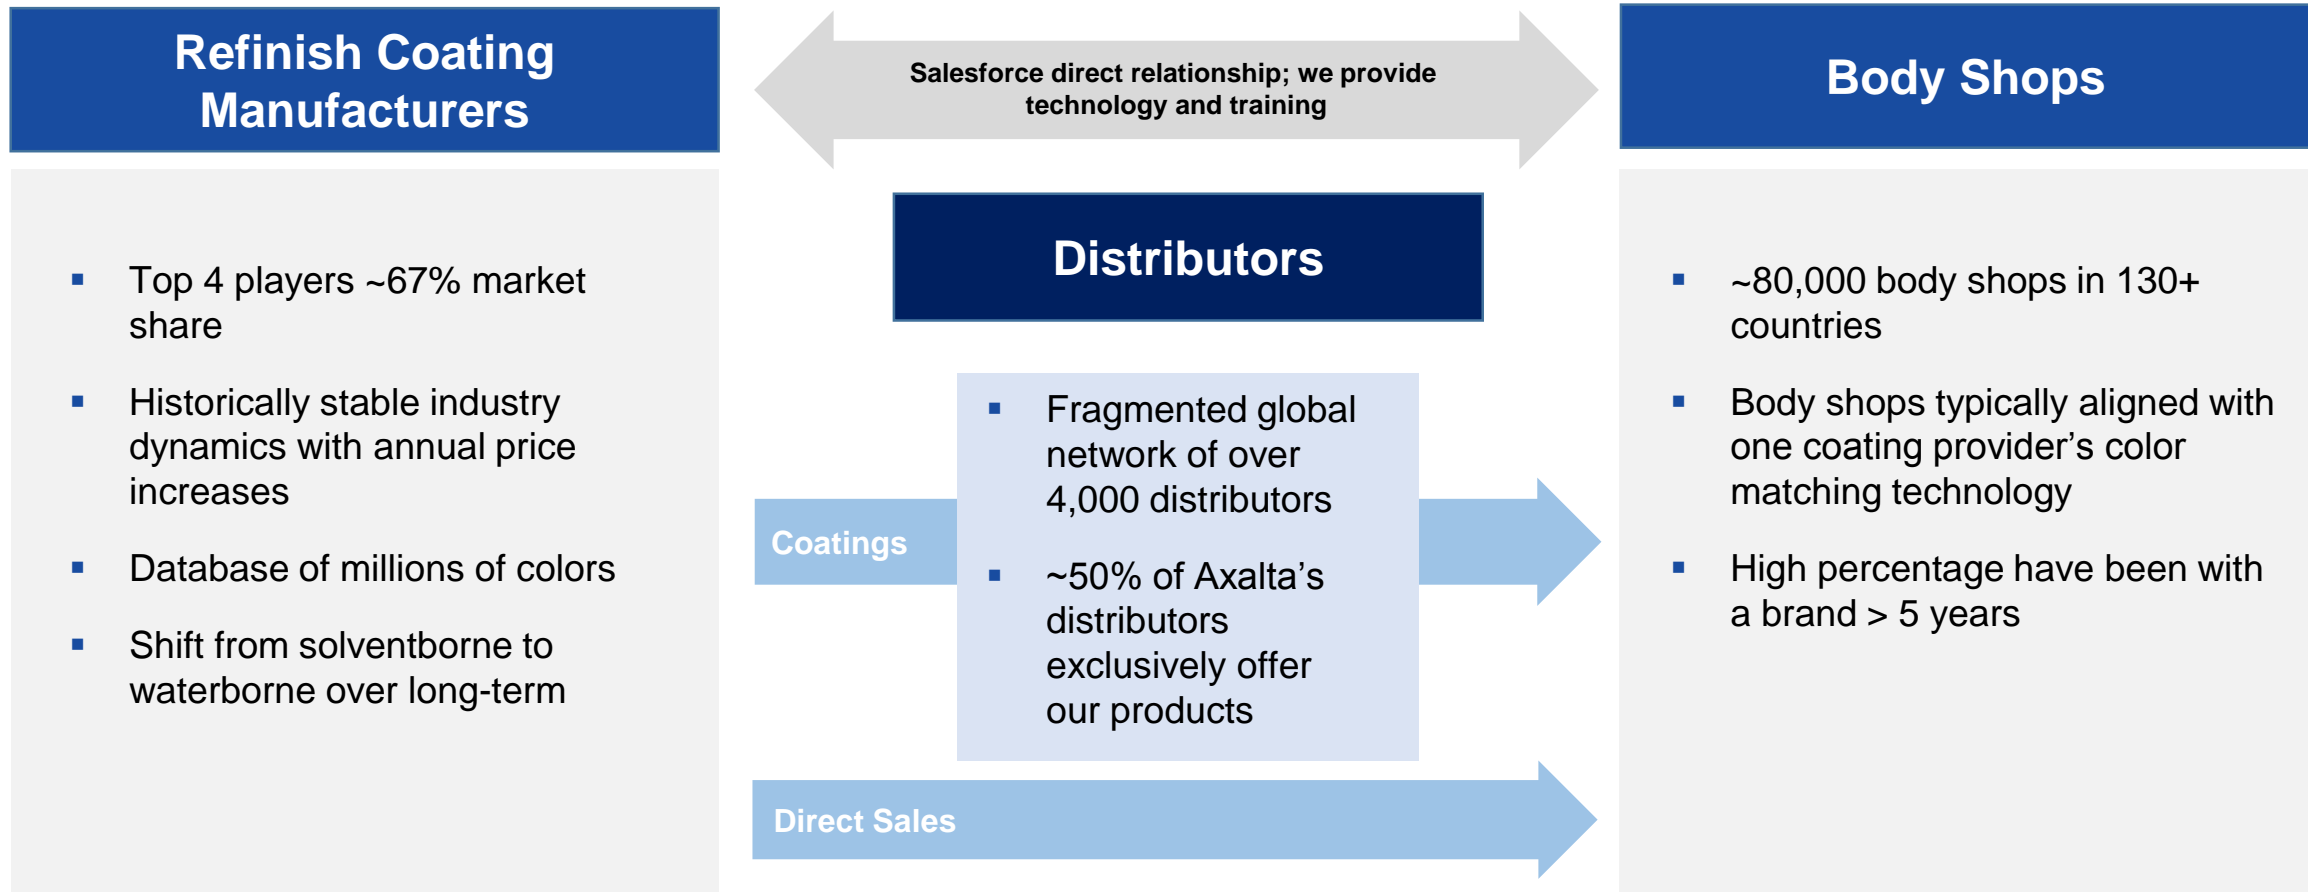 Refinish Coating
Manufacturers
▪ Top 4 players ~67% market
share
▪ Historically stable industry
dynamics with annual price
increases
▪ Database of millions of colors
▪ Shift from solventborne to
waterborne over long-term
Salesforce direct relationship; we provide
technology and training
Distributors
▪ Fragmented global
network of over
4,000 distributors
▪ ~50% of Axalta’s
distributors
exclusively offer
our products
Coatings
Direct Sales
Body Shops
▪ ~80,000 body shops in 130+
countries
▪ Body shops typically aligned with
one coating provider’s color
matching technology
▪ High percentage have been with
a brand > 5 years